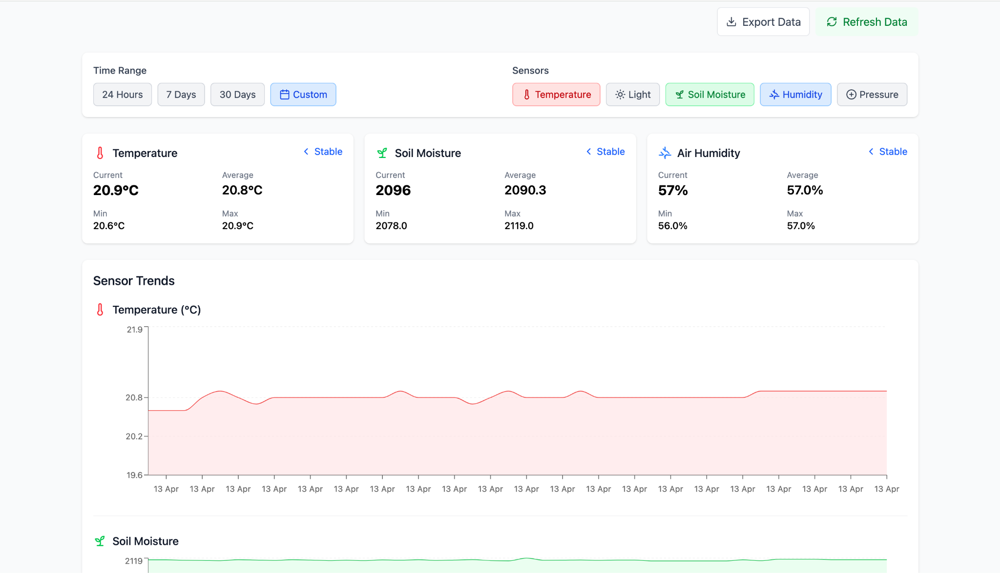 Export Data Refresh Data
Time Range Sensors
24 Hours 7 Days 30 Days Custom Temperature Light Soil Moisture Humidity Pressure
Temperature Stable
Current Average
20.9°C 20.8°C
Min Max
20.6°C 20.9°C
Soil Moisture Stable
Current Average
2096 2090.3
Min Max
2078.0 2119.0
Air Humidity Stable
Current Average
57% 57.0%
Min Max
56.0% 57.0%
Sensor Trends
Temperature (°C)
21.9
20.8
20.2
19.6
13 Apr 13 Apr 13 Apr 13 Apr 13 Apr 13 Apr 13 Apr 13 Apr 13 Apr 13 Apr 13 Apr 13 Apr 13 Apr 13 Apr 13 Apr 13 Apr 13 Apr 13 Apr 13 Apr 13 Apr 13 Apr
Soil Moisture
2119